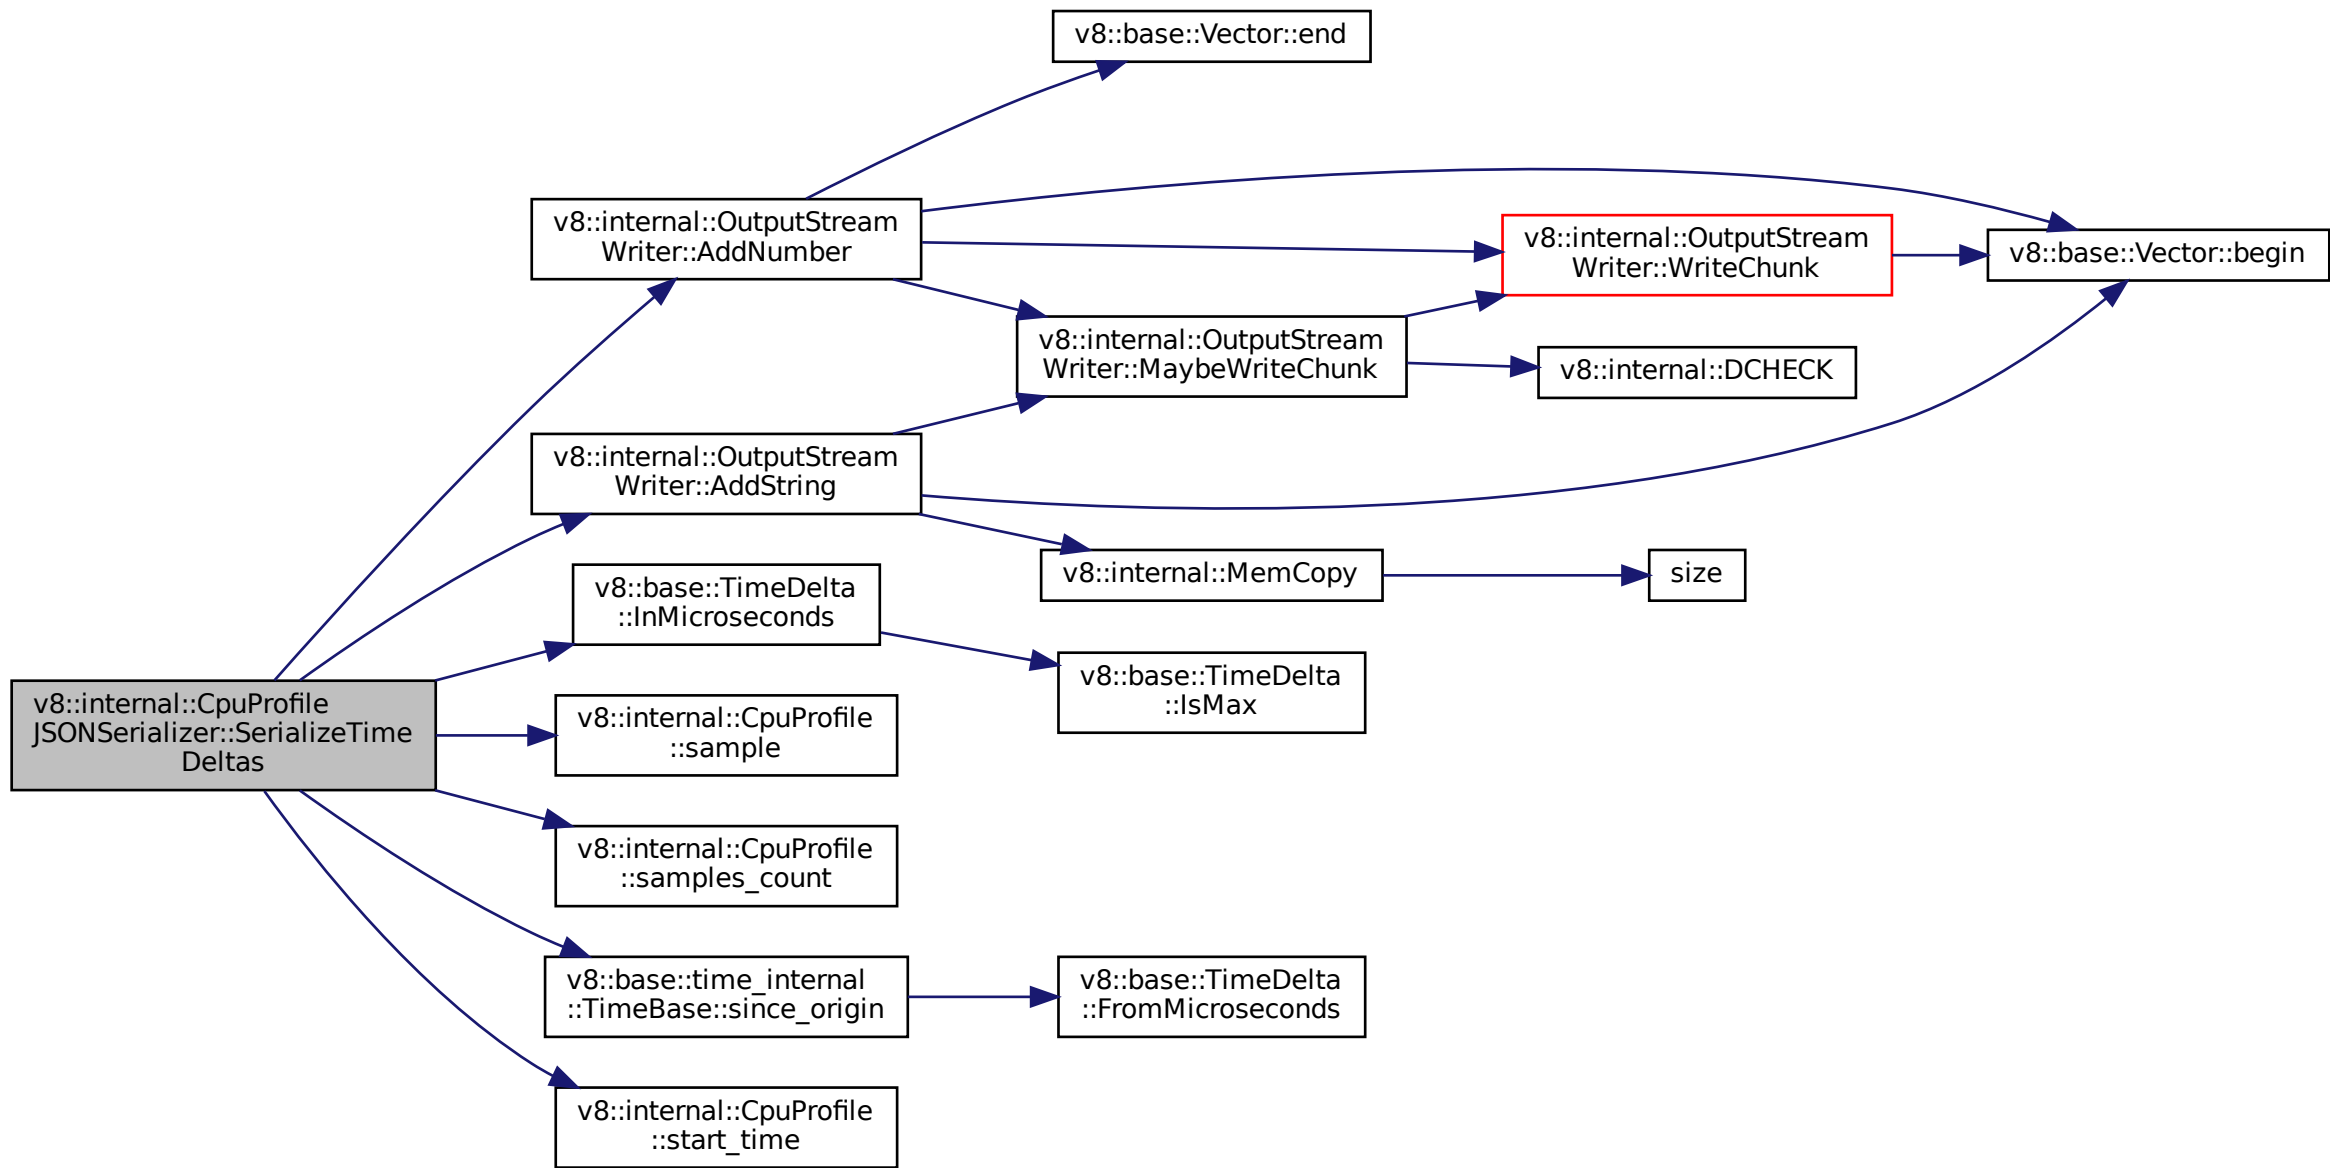 v8::base::Vector::end
v8::internal::OutputStream
Writer::AddNumber
v8::internal::OutputStream
Writer::WriteChunk
v8::base::Vector::begin
v8::internal::OutputStream
Writer::MaybeWriteChunk
v8::internal::DCHECK
v8::internal::OutputStream
Writer::AddString
v8::internal::MemCopy
size
v8::base::TimeDelta
::InMicroseconds
v8::base::TimeDelta
::IsMax
v8::internal::CpuProfile
JSONSerializer::SerializeTime
Deltas
v8::internal::CpuProfile
::sample
v8::internal::CpuProfile
::samples_count
v8::base::time_internal
::TimeBase::since_origin
v8::base::TimeDelta
::FromMicroseconds
v8::internal::CpuProfile
::start_time